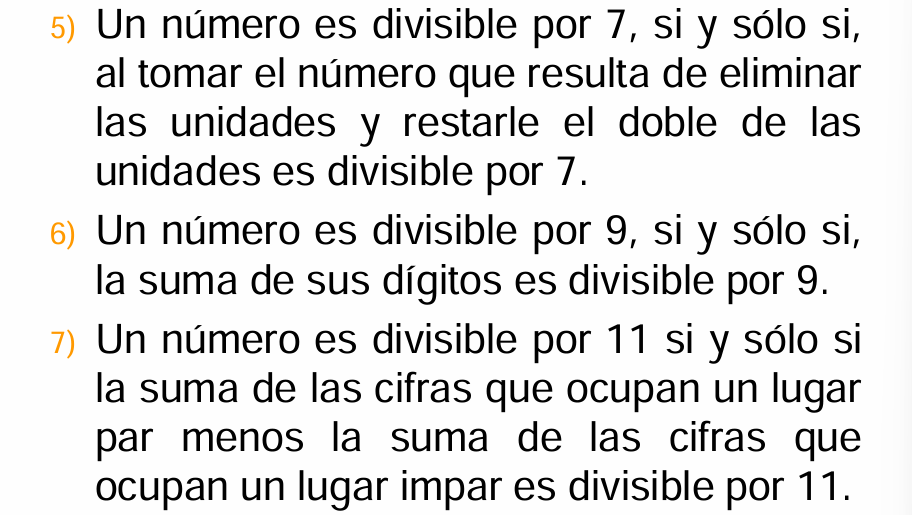 5) Un número es divisible por 7, si y sólo si,
al tomar el número que resulta de eliminar
las unidades y restarle el doble de las
unidades es divisible por 7.
6) Un número es divisible por 9, si y sólo si,
la suma de sus dígitos es divisible por 9.
7) Un número es divisible por 11 si y sólo si
la suma de las cifras que ocupan un lugar
par menos la suma de las cifras que
ocupan un lugar impar es divisible por 11.